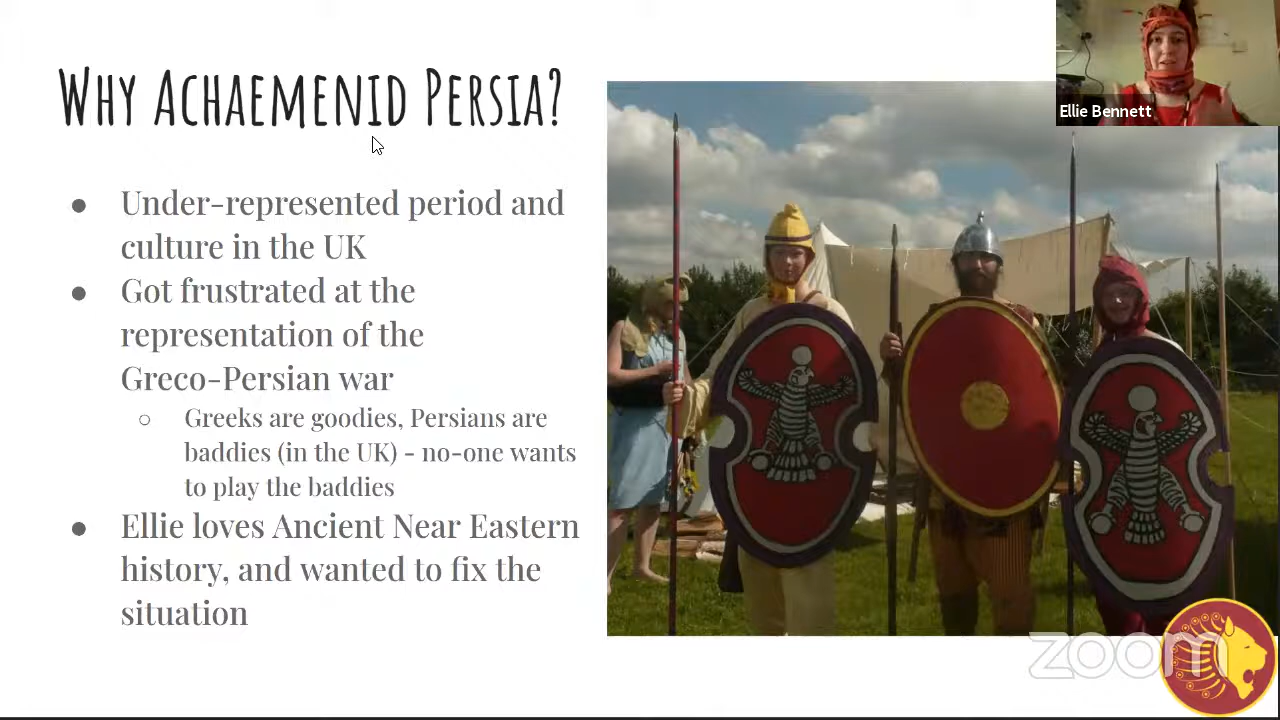 Why Achaemenid Persia?
Ellie Bennett
● Under-represented period and
culture in the UK
● Got frustrated at the
representation of the
Greco-Persian war
○ Greeks are goodies, Persians are
baddies (in the UK) - no-one wants
to play the baddies
● Ellie loves Ancient Near Eastern
history, and wanted to fix the
situation
zoom